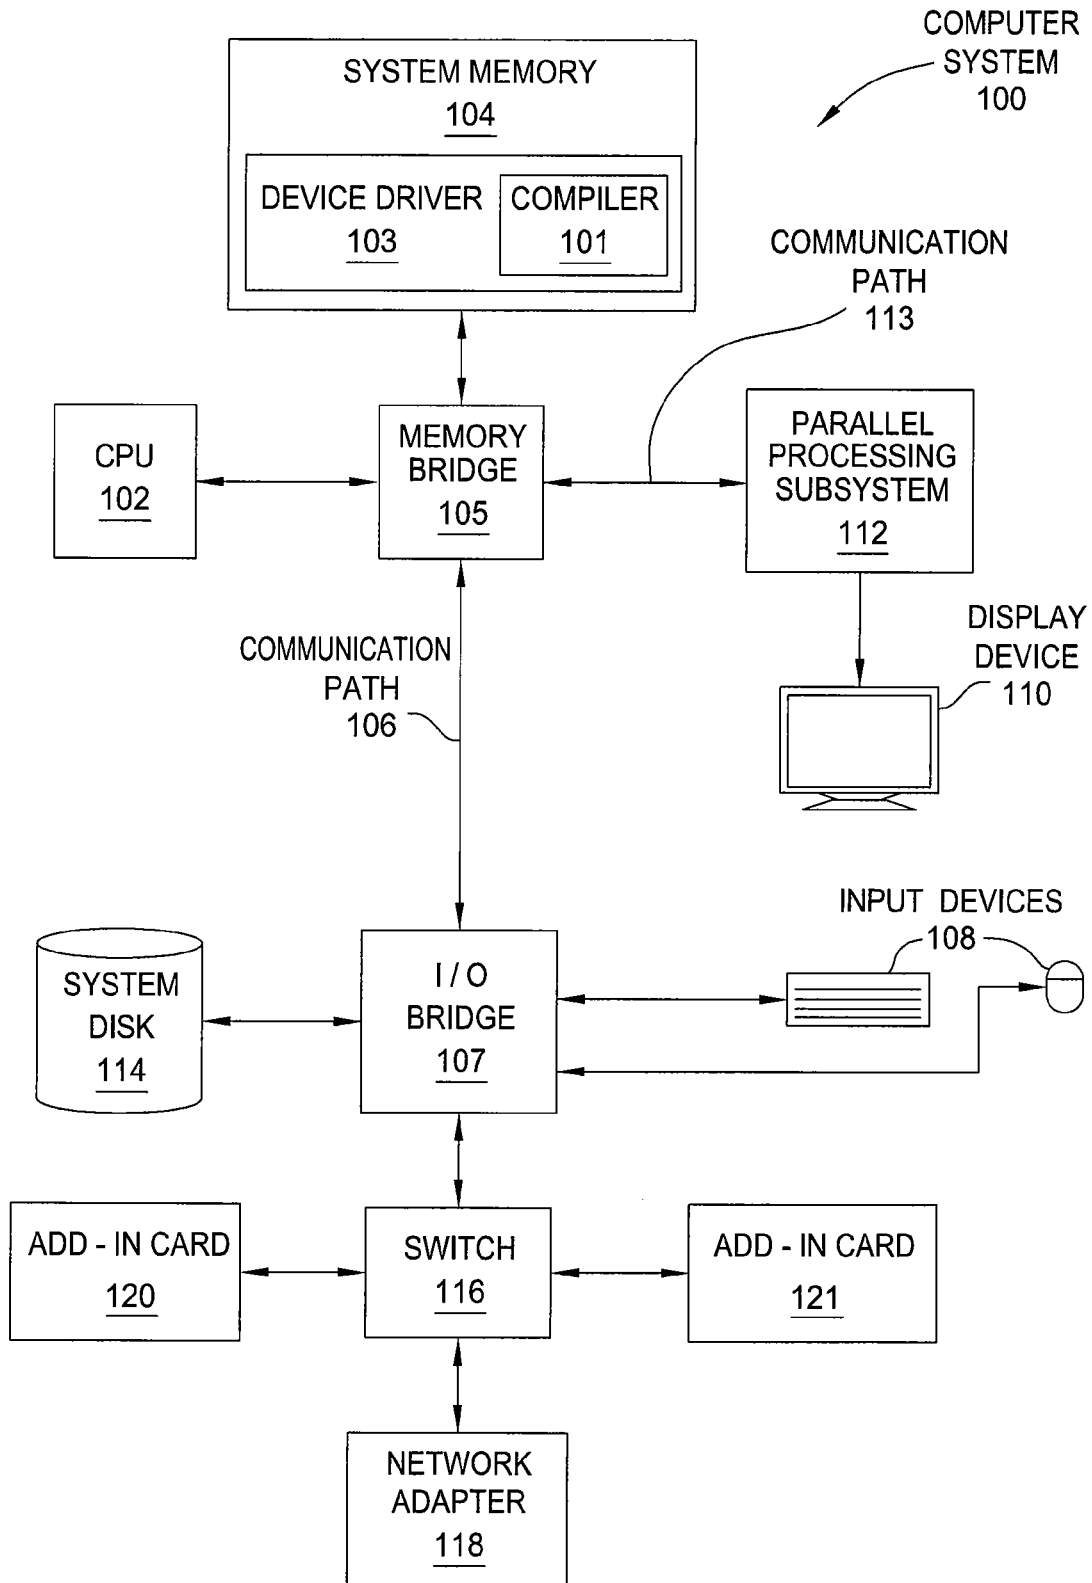 COMPUTER
SYSTEM
100
SYSTEM MEMORY
104
DEVICE DRIVER
103
COMPILER
101
COMMUNICATION
PATH
113
CPU
102
MEMORY
BRIDGE
105
PARALLEL
PROCESSING
SUBSYSTEM
112
COMMUNICATION
PATH
106
DISPLAY
DEVICE
110
INPUT DEVICES
108
SYSTEM
DISK
114
I / O
BRIDGE
107
ADD - IN CARD
120
SWITCH
116
ADD - IN CARD
121
NETWORK
ADAPTER
118